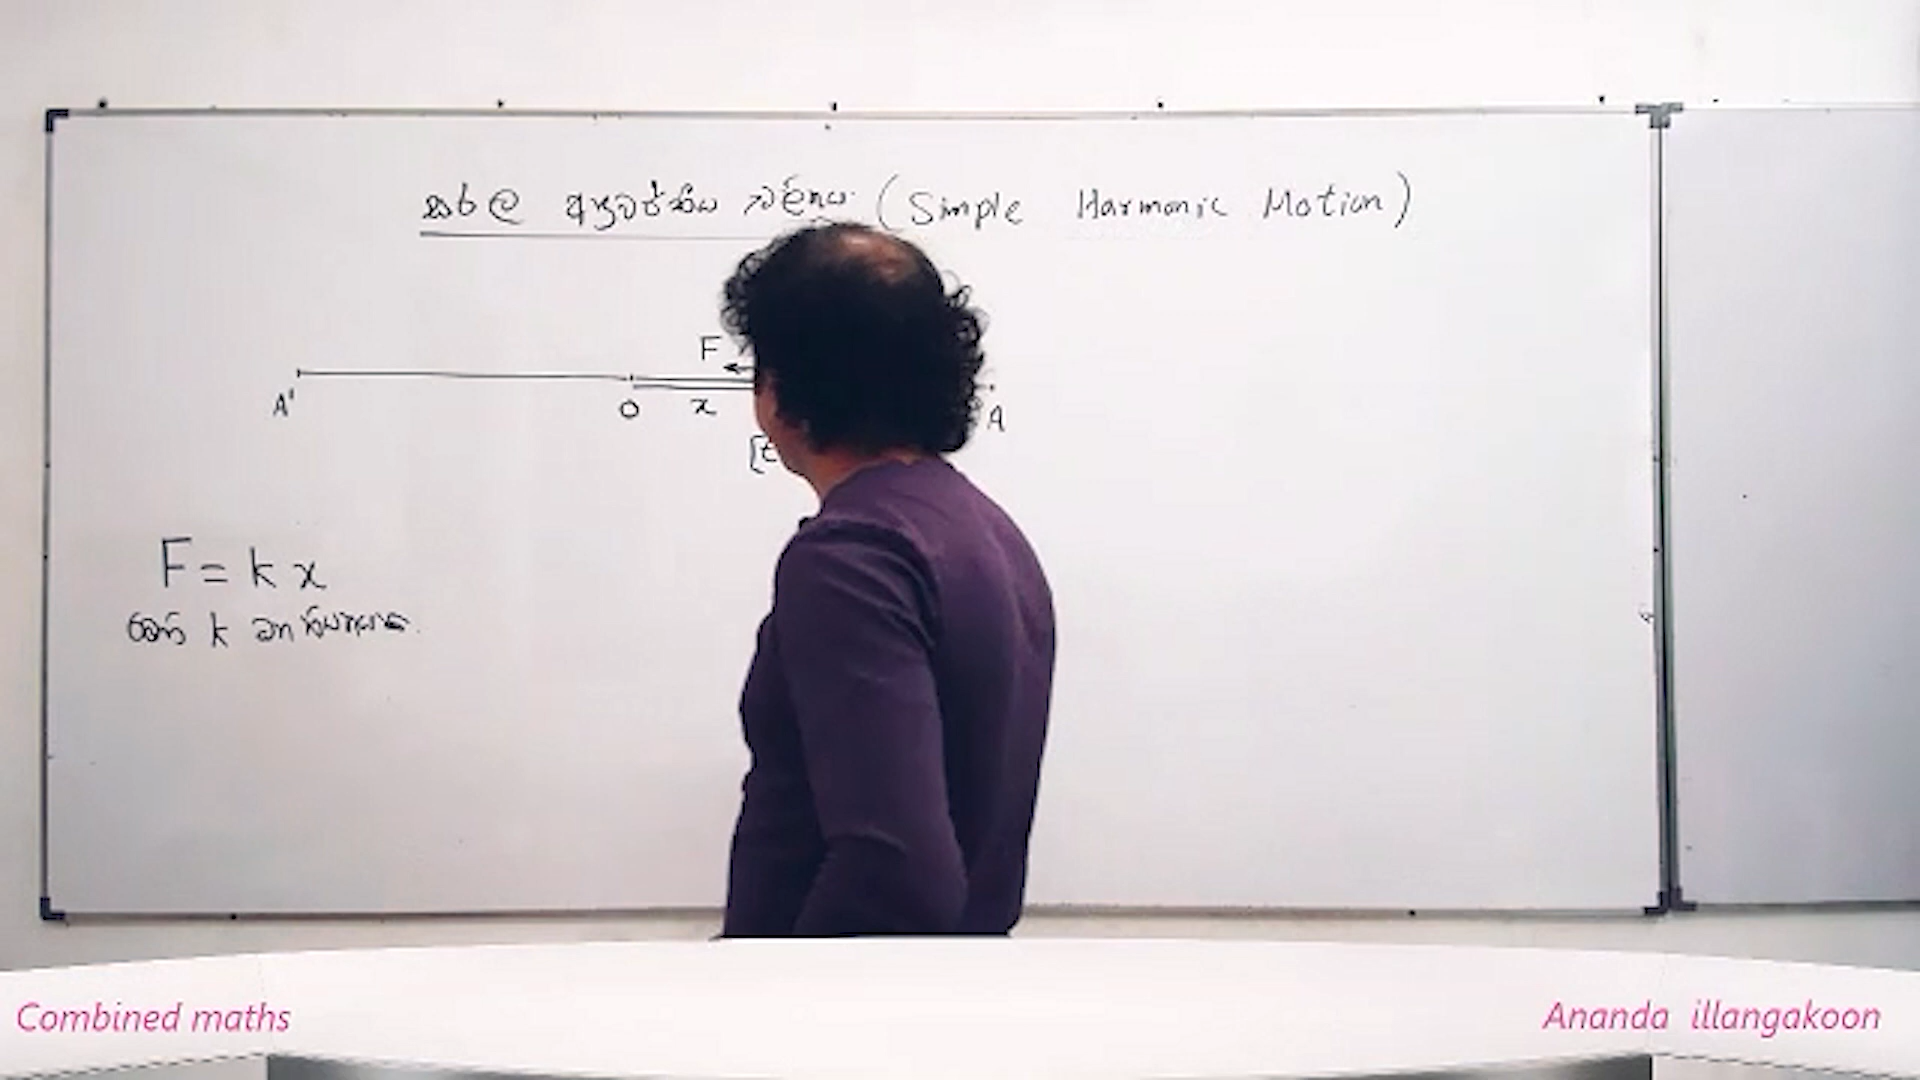 සරල අනුවර්තීය චලිතය (Simple Harmonic Motion)
F
A' O x A
[t
F = k x
මෙහි k
Combined maths
Ananda illangakoon